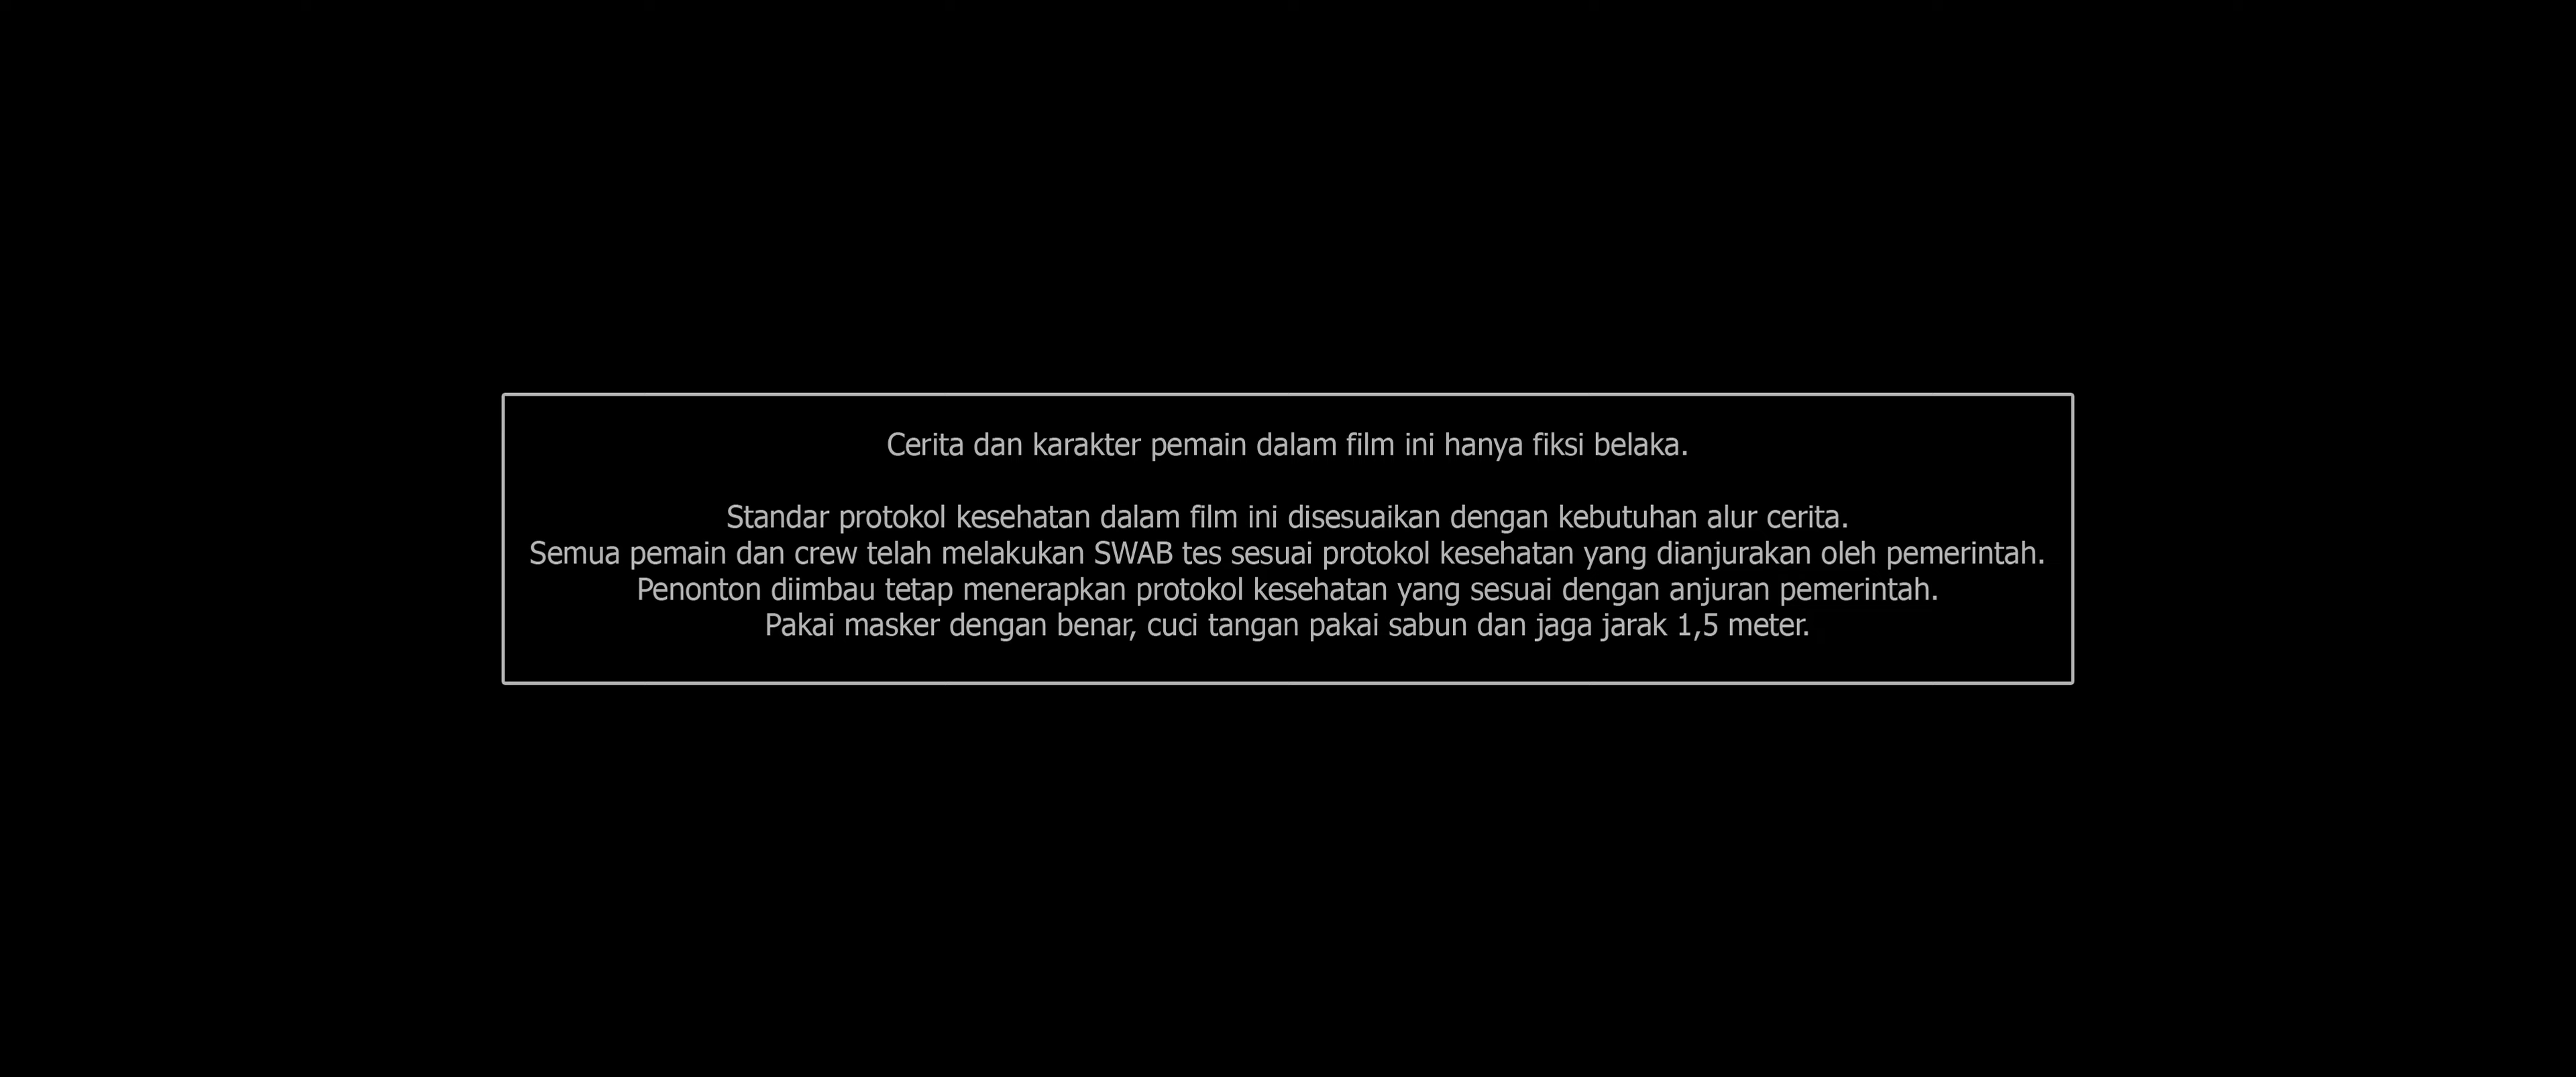 Cerita dan karakter pemain dalam film ini hanya fiksi belaka.
Standar protokol kesehatan dalam film ini disesuaikan dengan kebutuhan alur cerita.
Semua pemain dan crew telah melakukan SWAB tes sesuai protokol kesehatan yang dianjurakan oleh pemerintah.
Penonton diimbau tetap menerapkan protokol kesehatan yang sesuai dengan anjuran pemerintah.
Pakai masker dengan benar, cuci tangan pakai sabun dan jaga jarak 1,5 meter.